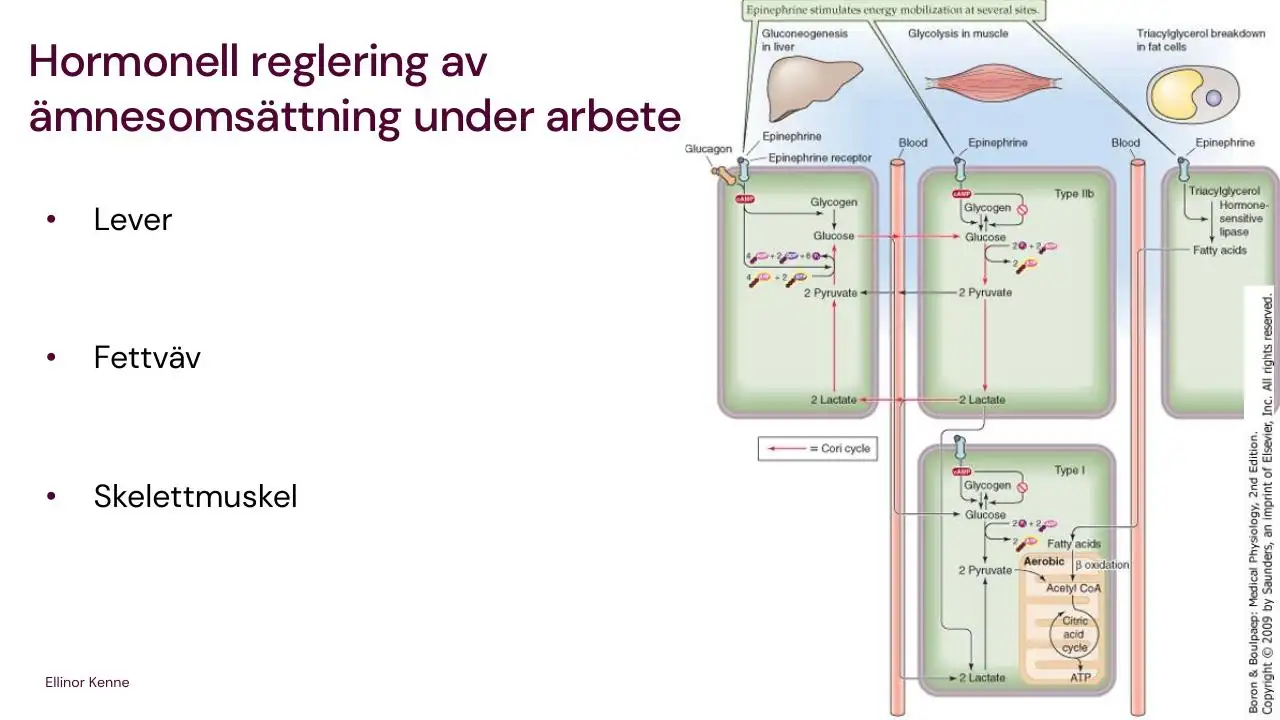 Hormonell reglering av
ämnesomsättning under arbete
• Lever
• Fettväv
• Skelettmuskel
Ellinor Kenne
Epinephrine stimulates energy mobilization at several sites.
Gluconeogenesis
in liver
Glycolysis in muscle
Triacylglycerol breakdown
in fat cells
Glucagon
Epinephrine
Epinephrine receptor
Blood
Epinephrine
Blood
Epinephrine
cAMP
Glycogen
Glucose
2 Pyruvate
2 Lactate
cAMP
Type IIb
Glycogen
Glucose
2 Pyruvate
2 Lactate
Triacylglycerol
Hormone-
sensitive
lipase
Fatty acids
= Cori cycle
cAMP
Type I
Glycogen
Glucose
2 Pyruvate
2 Lactate
Fatty acids
Aerobic
β oxidation
Acetyl CoA
Citric
acid
cycle
ATP
Boron & Boulpaep: Medical Physiology, 2nd Edition.
Copyright © 2009 by Saunders, an imprint of Elsevier, Inc. All rights reserved.